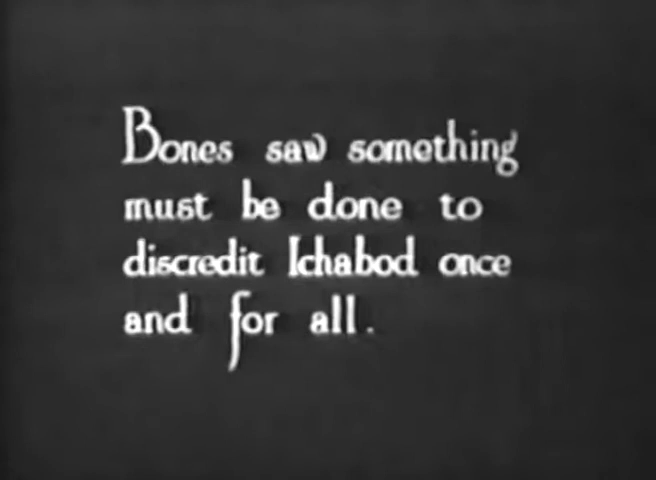 Bones saw something
must be done to
discredit Ichabod once
and for all.